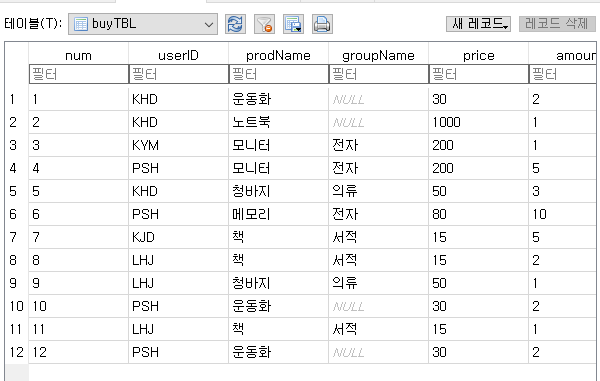 테이블(T): buyTBL 새 레코드 레코드 삭제
num userID prodName groupName price amoun
필터 필터 필터 필터 필터 필터
1 1 KHD 운동화 NULL 30 2
2 2 KHD 노트북 NULL 1000 1
3 3 KYM 모니터 전자 200 1
4 4 PSH 모니터 전자 200 5
5 5 KHD 청바지 의류 50 3
6 6 PSH 메모리 전자 80 10
7 7 KJD 책 서적 15 5
8 8 LHJ 책 서적 15 2
9 9 LHJ 청바지 의류 50 1
10 10 PSH 운동화 NULL 30 2
11 11 LHJ 책 서적 15 1
12 12 PSH 운동화 NULL 30 2